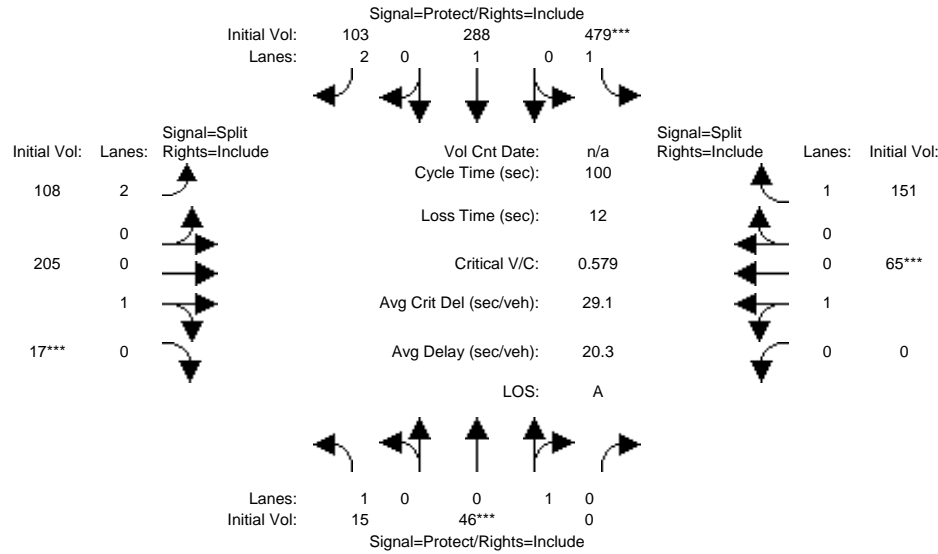 Signal=Protect/Rights=Include
Initial Vol: 103 288 479***
Lanes: 2 0 1 0 1
Signal=Split
Initial Vol: Lanes: Rights=Include
Vol Cnt Date: n/a
Signal=Split
Rights=Include Lanes: Initial Vol:
Cycle Time (sec): 100
108 2
1 151
Loss Time (sec): 12
0
0
205 0
Critical V/C: 0.579
0 65***
1
Avg Crit Del (sec/veh): 29.1
1
17*** 0
Avg Delay (sec/veh): 20.3
0 0
LOS: A
Lanes: 1 0 0 1 0
Initial Vol: 15 46*** 0
Signal=Protect/Rights=Include